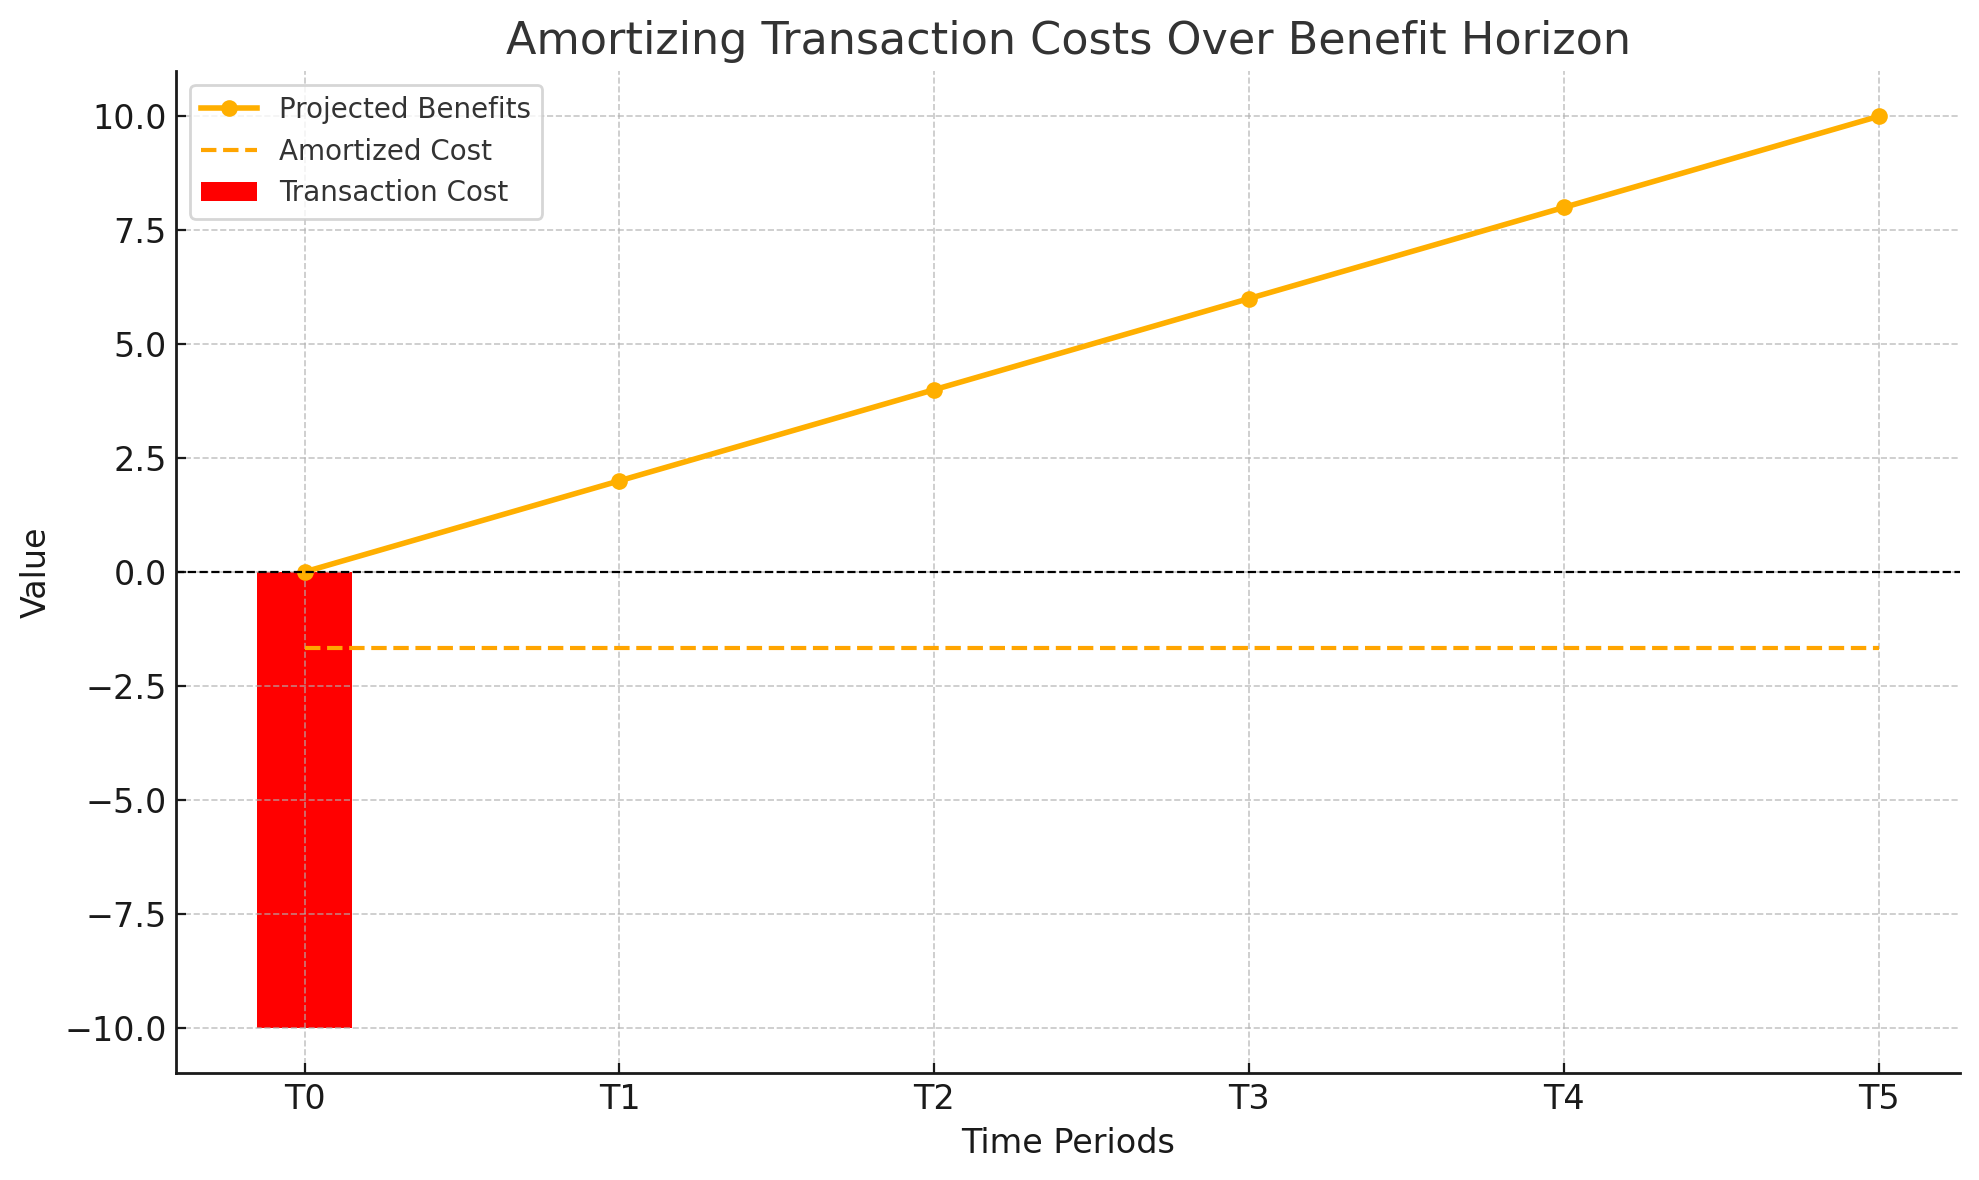 Amortizing Transaction Costs Over Benefit Horizon
Projected Benefits
Amortized Cost
Transaction Cost
10.0
7.5
5.0
2.5
0.0
−2.5
−5.0
−7.5
−10.0
Value
T0 T1 T2 T3 T4 T5
Time Periods